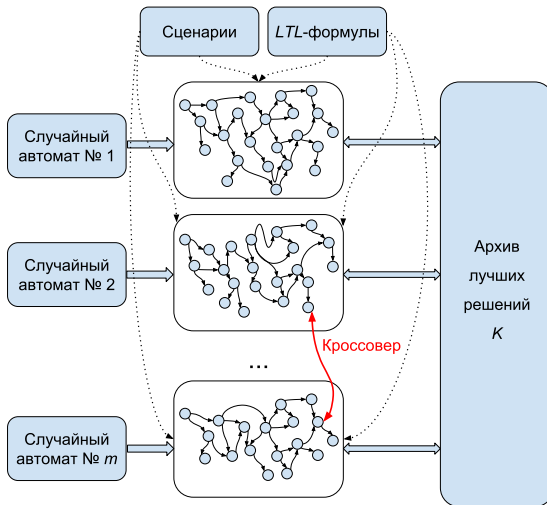 Сценарии
LTL-формулы
Случайный
автомат № 1
Случайный
автомат № 2
Архив
лучших
решений
K
Кроссовер
...
Случайный
автомат № m